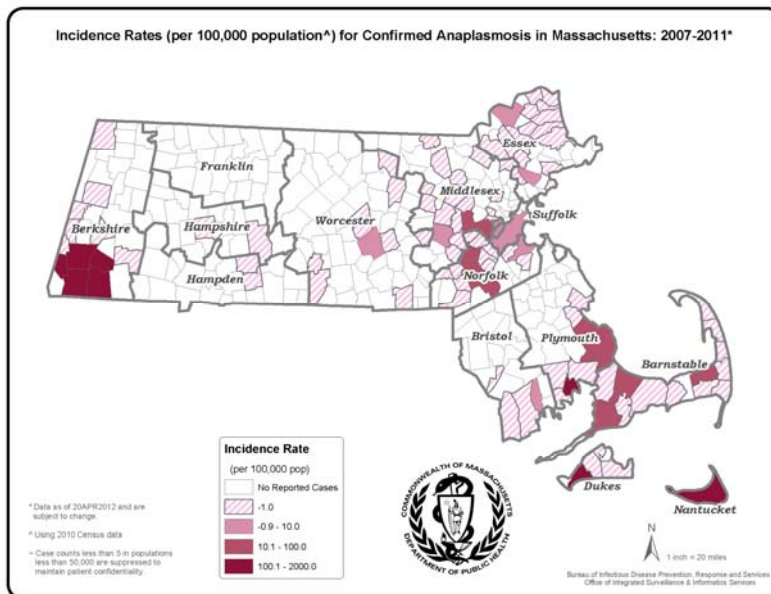 Incidence Rates (per 100,000 population^) for Confirmed Anaplasmosis in Massachusetts: 2007-2011*
Essex
Franklin
Middlesex
Suffolk
Berkshire
Hampshire
Worcester
Hampden
Norfolk
Bristol
Plymouth
Barnstable
Dukes
Nantucket
Incidence Rate
(per 100,000 pop)
No Reported Cases
-1.0
-0.9 - 10.0
10.1 - 100.0
100.1 - 2000.0
* Data as of 20APR2012 and are
subject to change.
^ Using 2010 Census data
~ Case counts less than 5 in populations
less than 50,000 are suppressed to
maintain patient confidentiality.
COMMONWEALTH OF MASSACHUSETTS
DEPARTMENT OF PUBLIC HEALTH
N
1 inch = 20 miles
Bureau of Infectious Disease Prevention, Response and Services
Office of Integrated Surveillance & Informatics Services